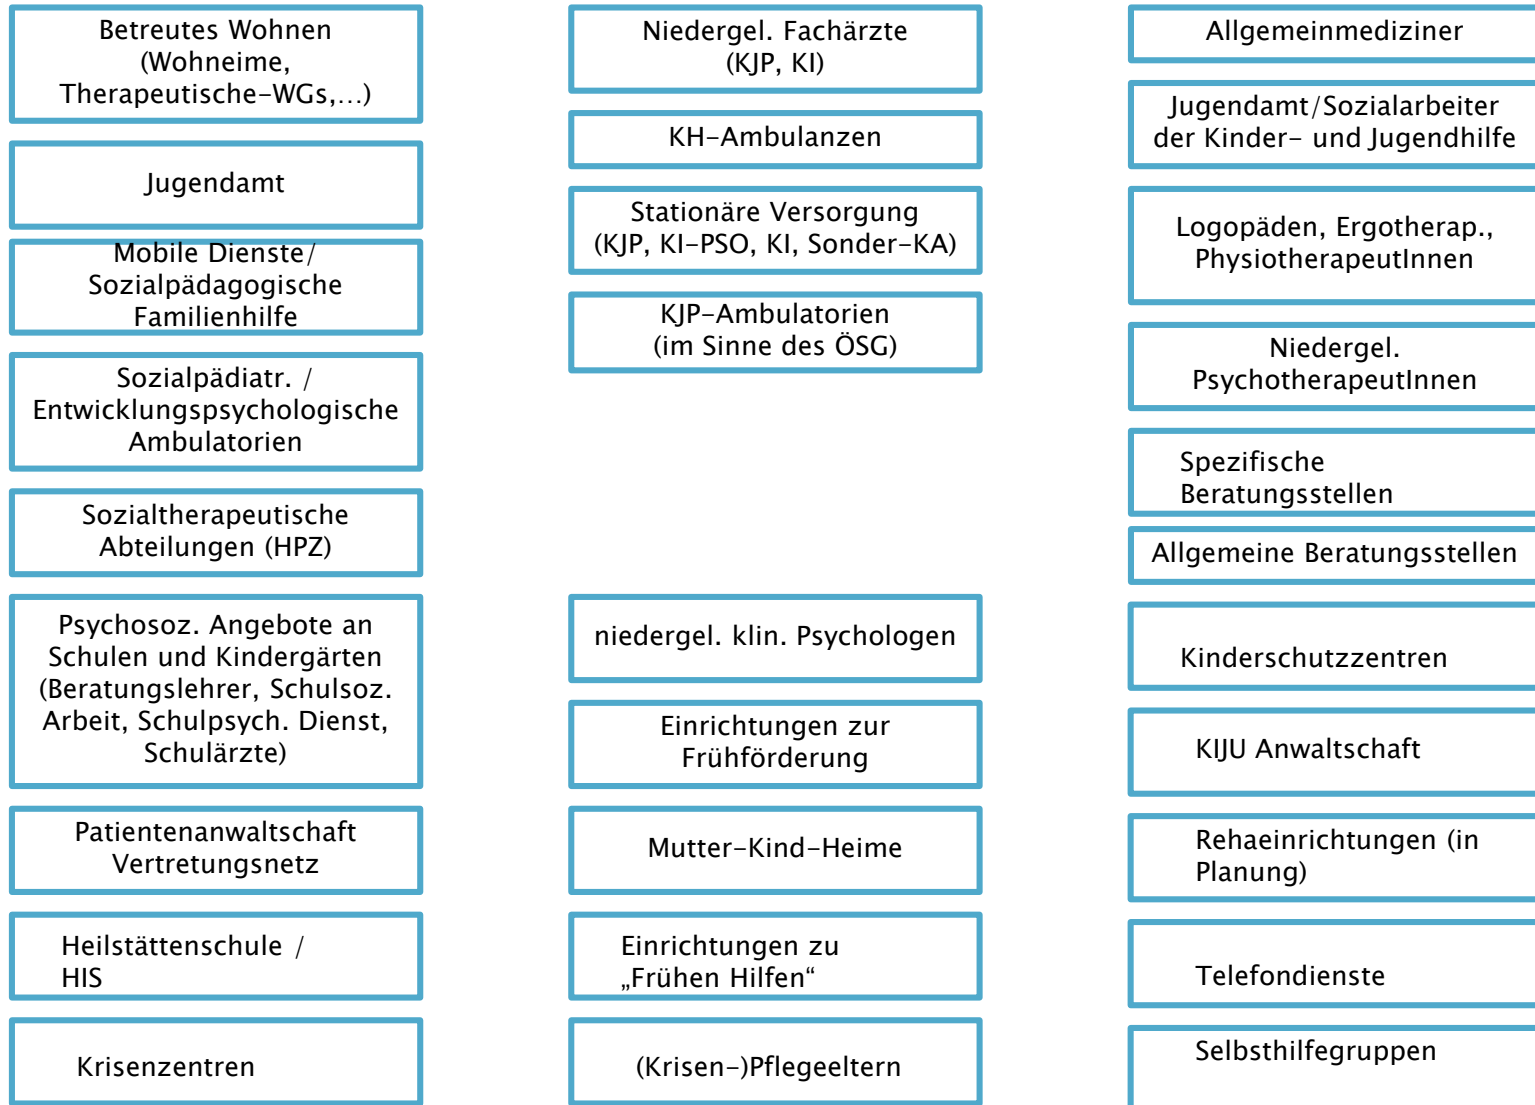 Betreutes Wohnen
(Wohneime,
Therapeutische-WGs,…)
Jugendamt
Mobile Dienste/
Sozialpädagogische
Familienhilfe
Sozialpädiatr. /
Entwicklungspsychologische
Ambulatorien
Sozialtherapeutische
Abteilungen (HPZ)
Psychosoz. Angebote an
Schulen und Kindergärten
(Beratungslehrer, Schulsoz.
Arbeit, Schulpsych. Dienst,
Schulärzte)
Patientenanwaltschaft
Vertretungsnetz
Heilstättenschule /
HIS
Krisenzentren
Niedergel. Fachärzte
(KJP, KI)
KH-Ambulanzen
Stationäre Versorgung
(KJP, KI-PSO, KI, Sonder-KA)
KJP-Ambulatorien
(im Sinne des ÖSG)
niedergel. klin. Psychologen
Einrichtungen zur
Frühförderung
Mutter-Kind-Heime
Einrichtungen zu
„Frühen Hilfen“
(Krisen-)Pflegeeltern
Allgemeinmediziner
Jugendamt/Sozialarbeiter
der Kinder- und Jugendhilfe
Logopäden, Ergotherap.,
PhysiotherapeutInnen
Niedergel.
PsychotherapeutInnen
Spezifische
Beratungsstellen
Allgemeine Beratungsstellen
Kinderschutzzentren
KIJU Anwaltschaft
Rehaeinrichtungen (in
Planung)
Telefondienste
Selbsthilfegruppen